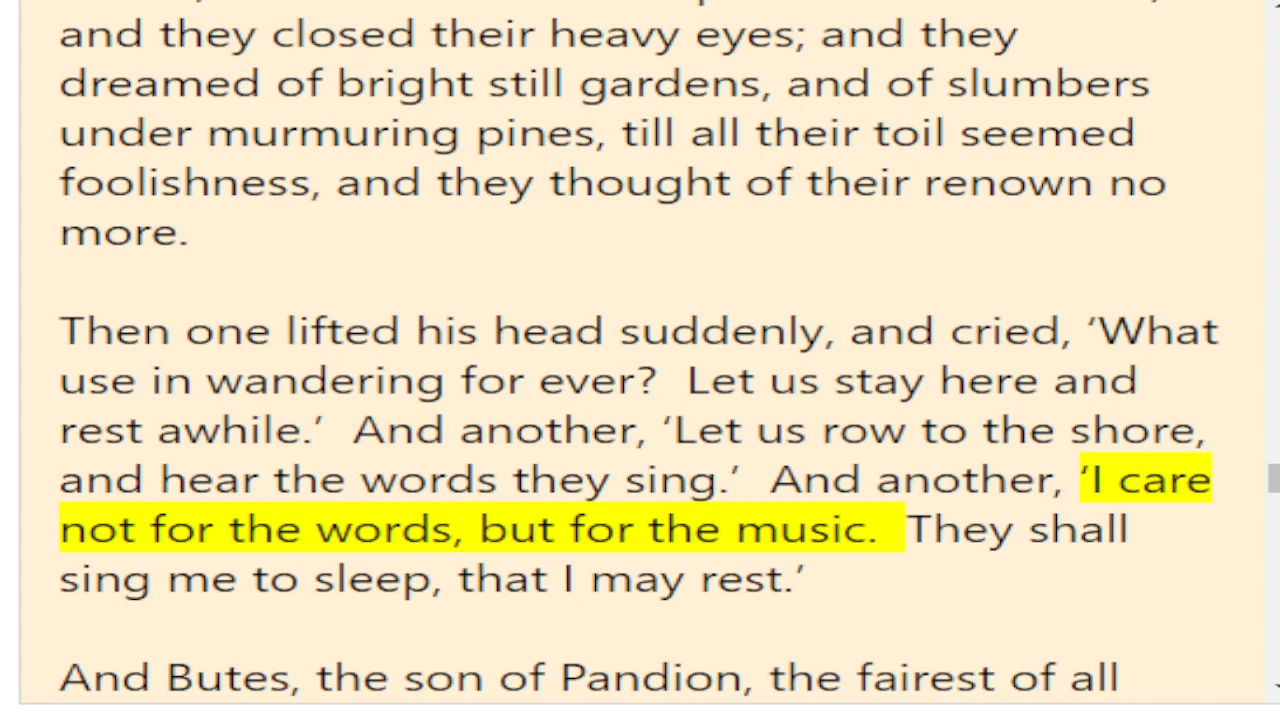 and they closed their heavy eyes; and they
dreamed of bright still gardens, and of slumbers
under murmuring pines, till all their toil seemed
foolishness, and they thought of their renown no
more.
Then one lifted his head suddenly, and cried, ‘What
use in wandering for ever?  Let us stay here and
rest awhile.’  And another, ‘Let us row to the shore,
and hear the words they sing.’  And another, ‘I care
not for the words, but for the music.  They shall
sing me to sleep, that I may rest.’
And Butes, the son of Pandion, the fairest of all